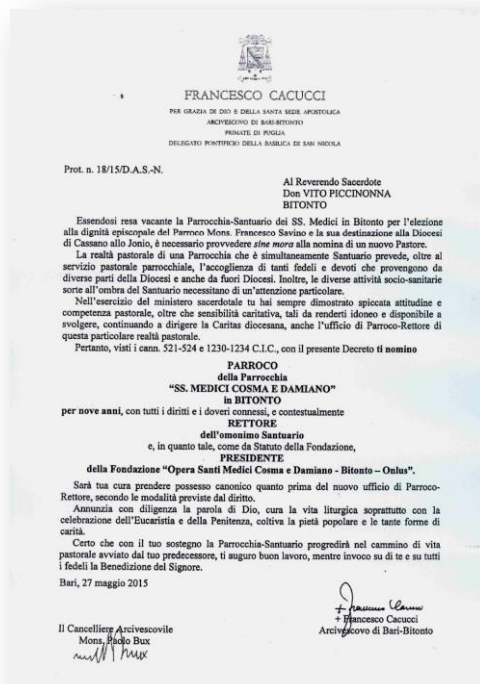 FRANCESCO CACUCCI
PER GRAZIA DI DIO E DELLA SANTA SEDE APOSTOLICA
ARCIVESCOVO DI BARI-BITONTO
PRIMATE DI PUGLIA
DELEGATO PONTIFICIO DELLA BASILICA DI SAN NICOLA
Prot. n. 18/15/D.A.S.-N.
Al Reverendo Sacerdote
Don VITO PICCINONNA
BITONTO
Essendosi resa vacante la Parrocchia-Santuario dei SS. Medici in Bitonto per l'elezione
alla dignità episcopale del Parroco Mons. Francesco Savino e la sua destinazione alla Diocesi
di Cassano allo Jonio, è necessario provvedere sine mora alla nomina di un nuovo Pastore.
La realtà pastorale di una Parrocchia che è simultaneamente Santuario prevede, oltre al
servizio pastorale parrocchiale, l'accoglienza di tanti fedeli e devoti che provengono da
diverse parti della Diocesi e anche da fuori Diocesi. Inoltre, le diverse attività socio-sanitarie
sorte all'ombra del Santuario necessitano di un'attenzione particolare.
Nell'esercizio del ministero sacerdotale tu hai sempre dimostrato spiccata attitudine e
competenza pastorale, oltre che sensibilità caritativa, tali da renderti idoneo e disponibile a
svolgere, continuando a dirigere la Caritas diocesana, anche l'ufficio di Parroco-Rettore di
questa particolare realtà pastorale.
Pertanto, visti i cann. 521-524 e 1230-1234 C.I.C., con il presente Decreto ti nomino
PARROCO
della Parrocchia
"SS. MEDICI COSMA E DAMIANO"
in BITONTO
per nove anni, con tutti i diritti e i doveri connessi, e contestualmente
RETTORE
dell'omonimo Santuario
e, in quanto tale, come da Statuto della Fondazione,
PRESIDENTE
della Fondazione "Opera Santi Medici Cosma e Damiano - Bitonto – Onlus".
Sarà tua cura prendere possesso canonico quanto prima del nuovo ufficio di Parroco-
Rettore, secondo le modalità previste dal diritto.
Annunzia con diligenza la parola di Dio, cura la vita liturgica soprattutto con la
celebrazione dell'Eucaristia e della Penitenza, coltiva la pietà popolare e le tante forme di
carità.
Certo che con il tuo sostegno la Parrocchia-Santuario progredirà nel cammino di vita
pastorale avviato dal tuo predecessore, ti auguro buon lavoro, mentre invoco su di te e su tutti
i fedeli la Benedizione del Signore.
Bari, 27 maggio 2015
+ Francesco Cacucci
+ Francesco Cacucci
Arcivescovo di Bari-Bitonto
Il Cancelliere Arcivescovile
Mons. Paolo Bux